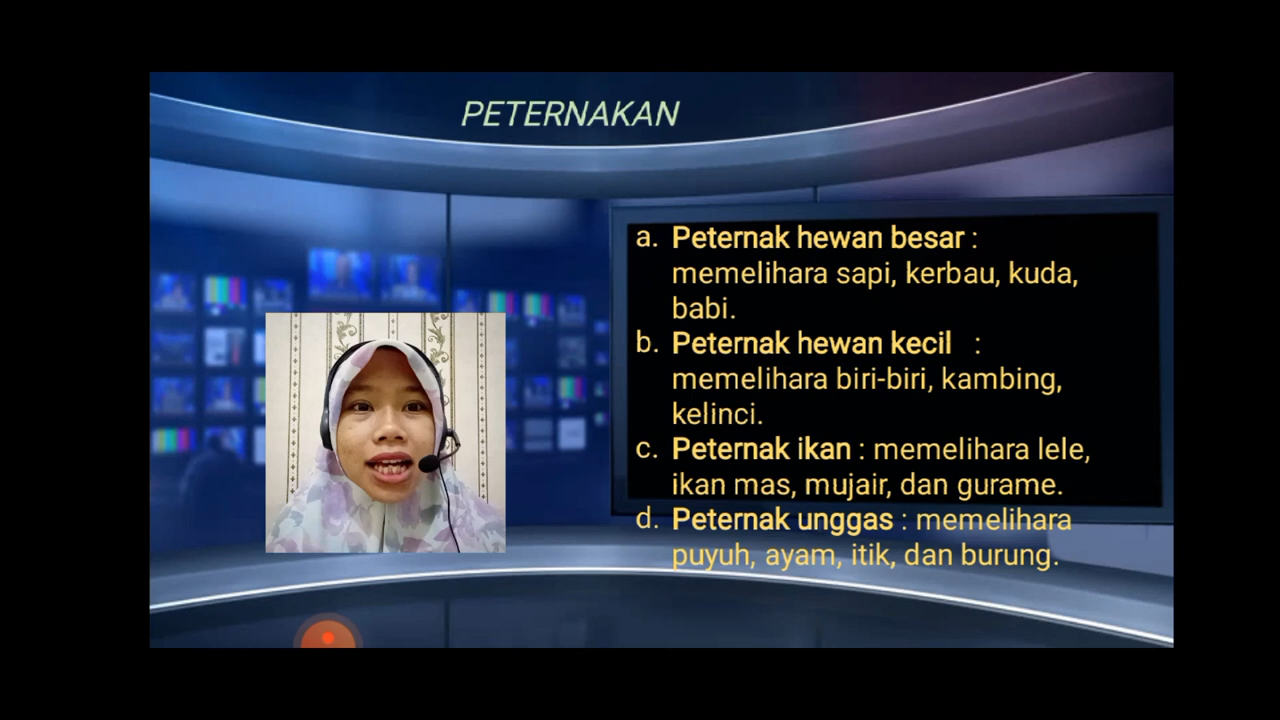 PETERNAKAN
a. Peternak hewan besar :
memelihara sapi, kerbau, kuda,
babi.
b. Peternak hewan kecil :
memelihara biri-biri, kambing,
kelinci.
c. Peternak ikan : memelihara lele,
ikan mas, mujair, dan gurame.
d. Peternak unggas : memelihara
puyuh, ayam, itik, dan burung.